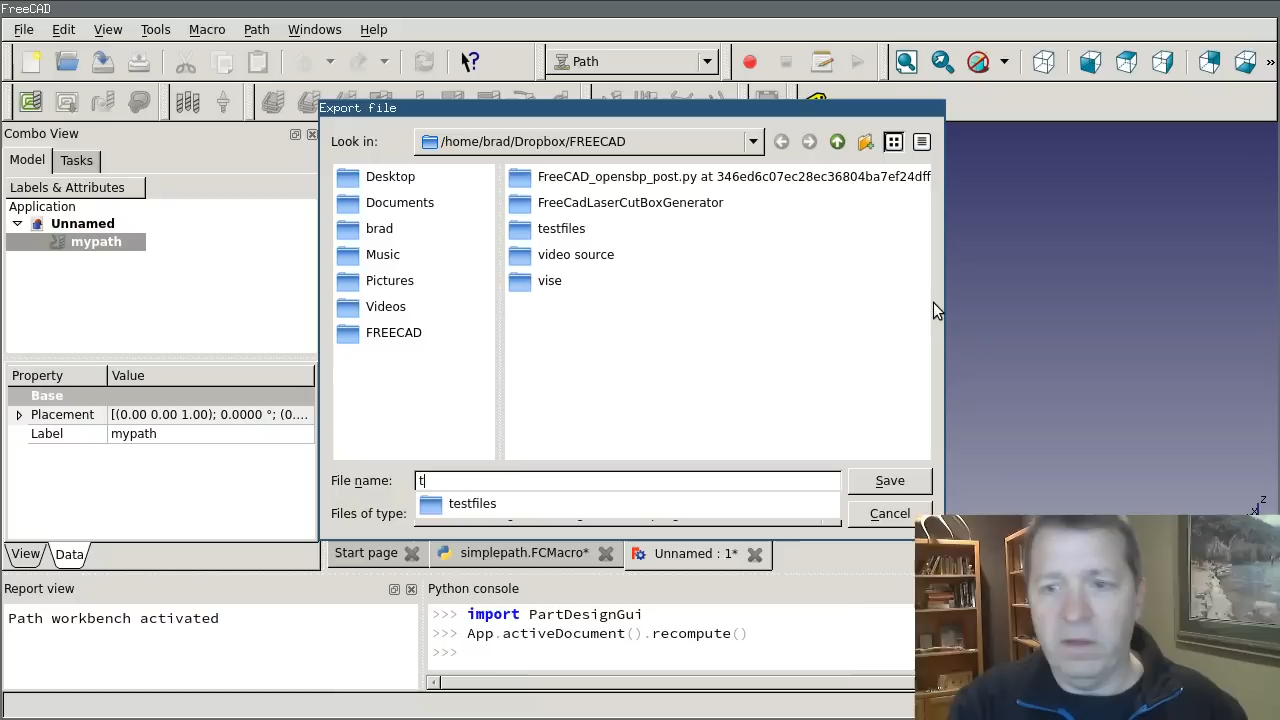 FreeCAD
File Edit View Tools Macro Path Windows Help
Path
»
Combo View
Model Tasks
Labels & Attributes
Application
Unnamed
mypath
Property Value
Base
Placement [(0.00 0.00 1.00); 0.0000 °; (0....
Label mypath
View Data
Export file
Look in: /home/brad/Dropbox/FREECAD
Desktop
Documents
brad
Music
Pictures
Videos
FREECAD
FreeCAD_opensbp_post.py at 346ed6c07ec28ec36804ba7ef24dff
FreeCadLaserCutBoxGenerator
testfiles
video source
vise
File name: t Save
testfiles
Files of type: Cancel
z
x
Start page simplepath.FCMacro* Unnamed : 1*
Report view
Path workbench activated
Python console
>>> import PartDesignGui
>>> App.activeDocument().recompute()
>>>